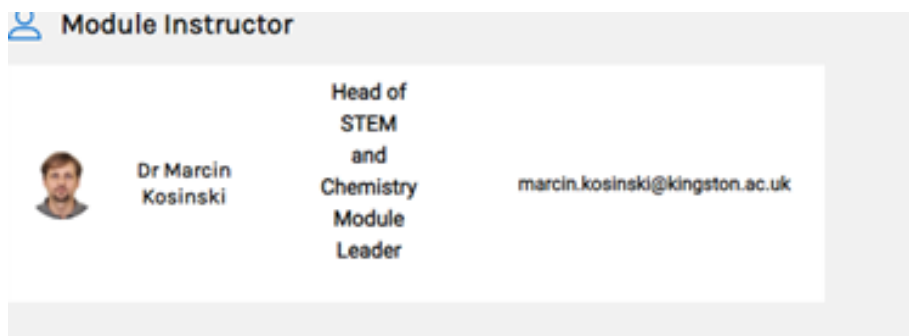 Module Instructor
Dr Marcin
Kosinski
Head of
STEM
and
Chemistry
Module
Leader
marcin.kosinski@kingston.ac.uk